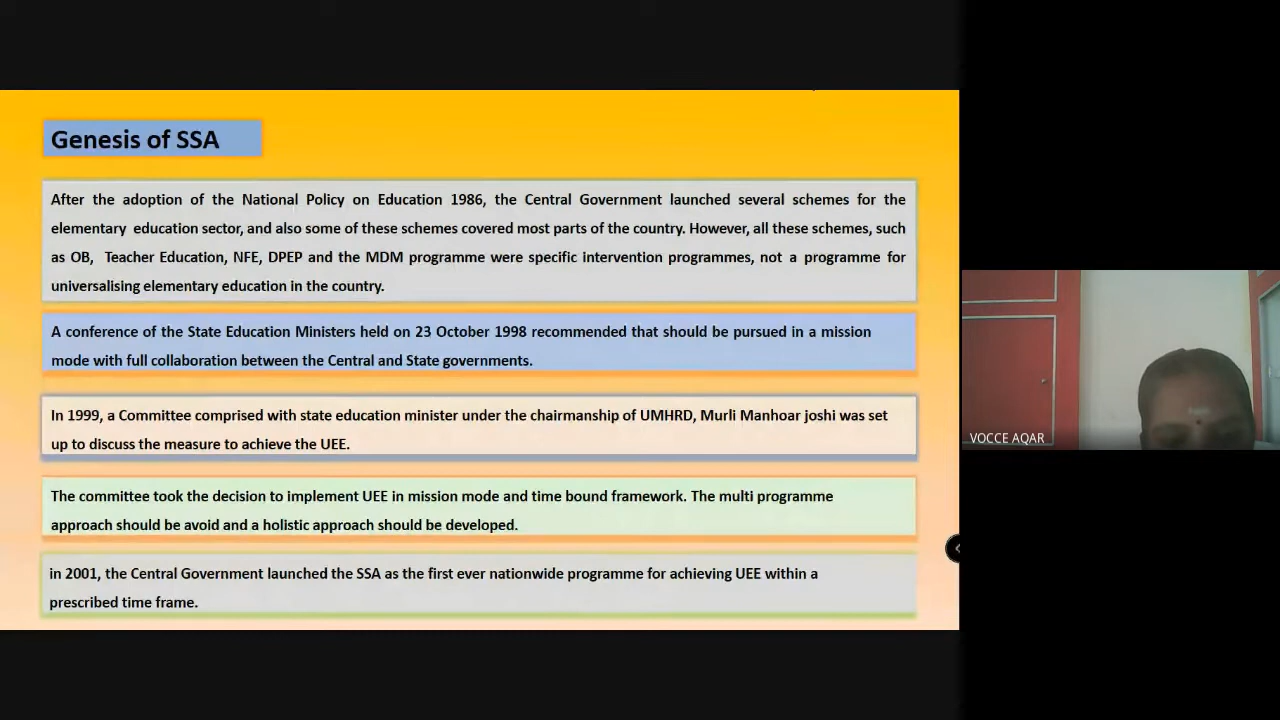 Genesis of SSA
After the adoption of the National Policy on Education 1986, the Central Government launched several schemes for the
elementary education sector, and also some of these schemes covered most parts of the country. However, all these schemes, such
as OB, Teacher Education, NFE, DPEP and the MDM programme were specific intervention programmes, not a programme for
universalising elementary education in the country.
A conference of the State Education Ministers held on 23 October 1998 recommended that should be pursued in a mission
mode with full collaboration between the Central and State governments.
In 1999, a Committee comprised with state education minister under the chairmanship of UMHRD, Murli Manhoar joshi was set
up to discuss the measure to achieve the UEE.
The committee took the decision to implement UEE in mission mode and time bound framework. The multi programme
approach should be avoid and a holistic approach should be developed.
in 2001, the Central Government launched the SSA as the first ever nationwide programme for achieving UEE within a
prescribed time frame.
VOCCE AQAR